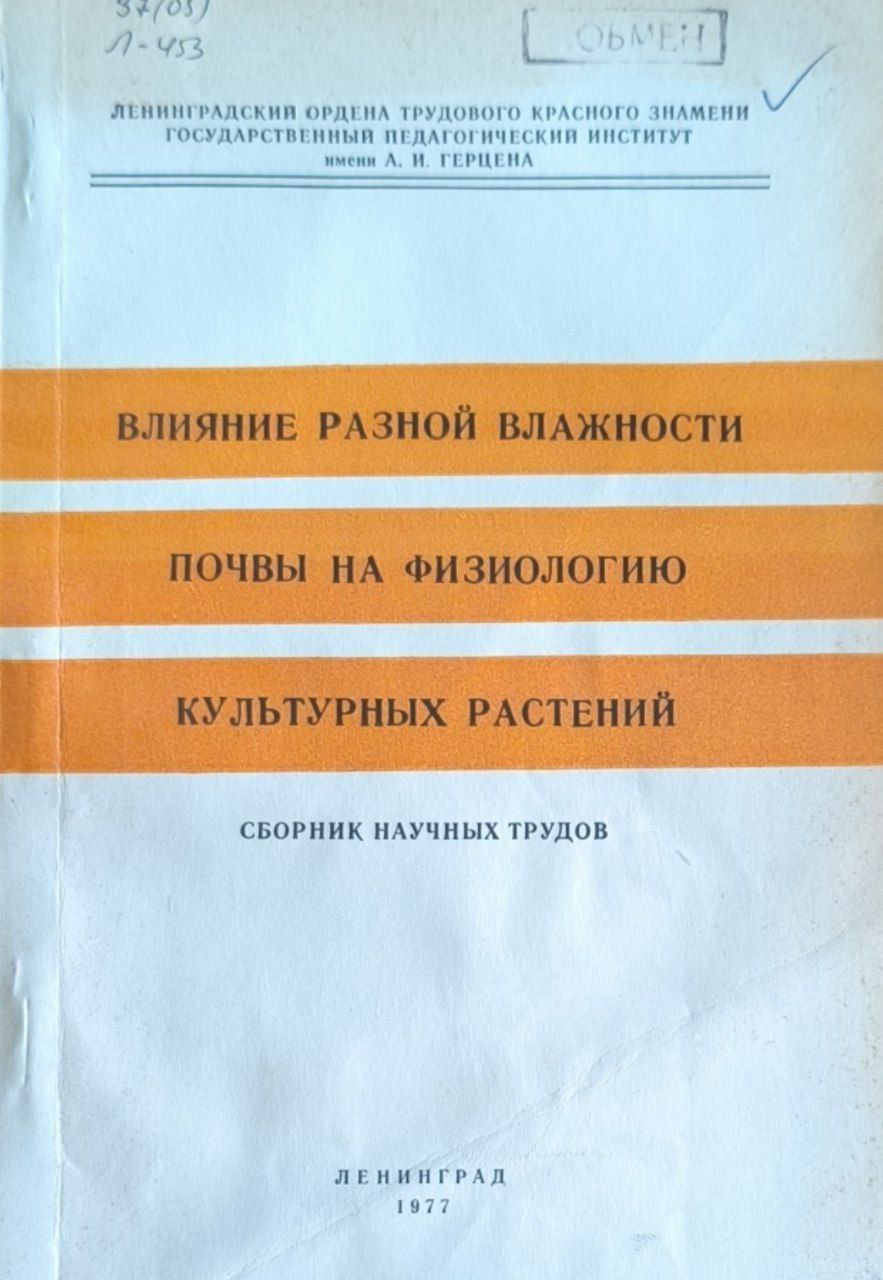 37(05)
Л-453
ОБМЕН
ЛЕНИНГРАДСКИЙ ОРДЕНА ТРУДОВОГО КРАСНОГО ЗНАМЕНИ
ГОСУДАРСТВЕННЫЙ ПЕДАГОГИЧЕСКИЙ ИНСТИТУТ
имени А. И. ГЕРЦЕНА
ВЛИЯНИЕ РАЗНОЙ ВЛАЖНОСТИ
ПОЧВЫ НА ФИЗИОЛОГИЮ
КУЛЬТУРНЫХ РАСТЕНИЙ
СБОРНИК НАУЧНЫХ ТРУДОВ
ЛЕНИНГРАД
1977